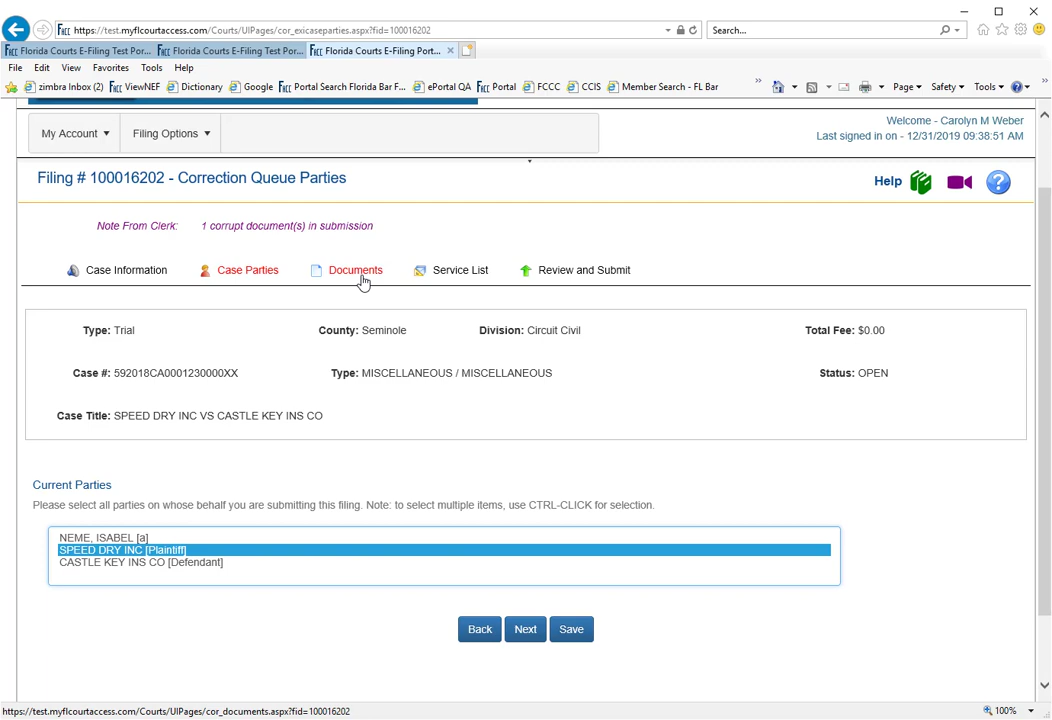 https://test.myflcourtaccess.com/Courts/UIPages/cor_exicaseparties.aspx?fid=100016202
Search...
Florida Courts E-Filing Test Por...
Florida Courts E-Filing Test Por...
Florida Courts E-Filing Port...
File Edit View Favorites Tools Help
zimbra Inbox (2) ViewNEF Dictionary Google Portal Search Florida Bar F... ePortal QA Portal FCCC CCIS Member Search - FL Bar
Page Safety Tools
My Account Filing Options
Welcome - Carolyn M Weber
Last signed in on - 12/31/2019 09:38:51 AM
Filing # 100016202 - Correction Queue Parties
Help
Note From Clerk: 1 corrupt document(s) in submission
Case Information Case Parties Documents Service List Review and Submit
Type: Trial County: Seminole Division: Circuit Civil Total Fee: $0.00
Case #: 592018CA0001230000XX Type: MISCELLANEOUS / MISCELLANEOUS Status: OPEN
Case Title: SPEED DRY INC VS CASTLE KEY INS CO
Current Parties
Please select all parties on whose behalf you are submitting this filing. Note: to select multiple items, use CTRL-CLICK for selection.
NEME, ISABEL [a]
SPEED DRY INC [Plaintiff]
CASTLE KEY INS CO [Defendant]
Back Next Save
https://test.myflcourtaccess.com/Courts/UIPages/cor_documents.aspx?fid=100016202
100%